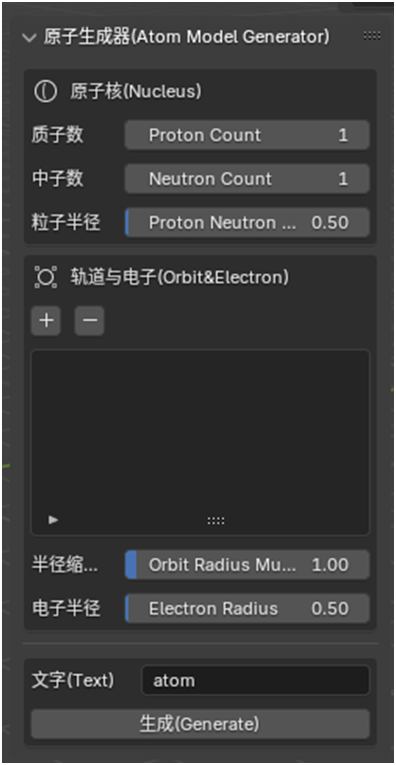 原子生成器(Atom Model Generator)
原子核(Nucleus)
质子数 Proton Count 1
中子数 Neutron Count 1
粒子半径 Proton Neutron ... 0.50
轨道与电子(Orbit&Electron)
半径缩... Orbit Radius Mu... 1.00
电子半径 Electron Radius 0.50
文字(Text) atom
生成(Generate)